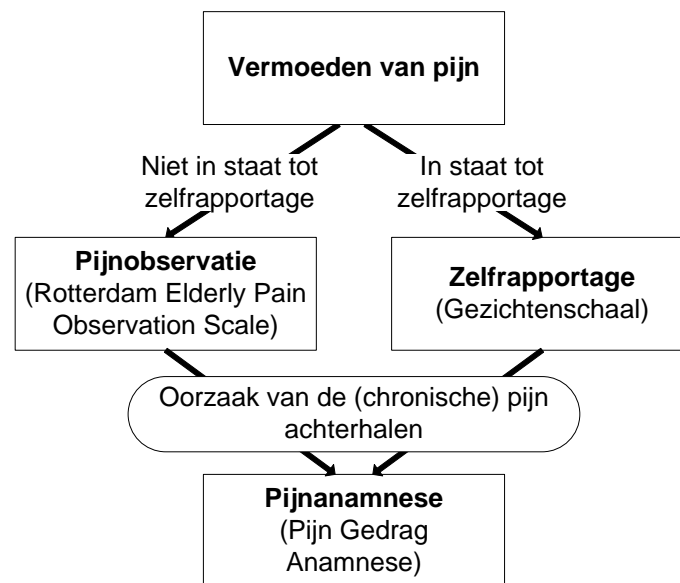 Vermoeden van pijn
Niet in staat tot
zelfrapportage
In staat tot
zelfrapportage
Pijnobservatie
(Rotterdam Elderly Pain
Observation Scale)
Zelfrapportage
(Gezichtenschaal)
Oorzaak van de (chronische) pijn
achterhalen
Pijnanamnese
(Pijn Gedrag
Anamnese)